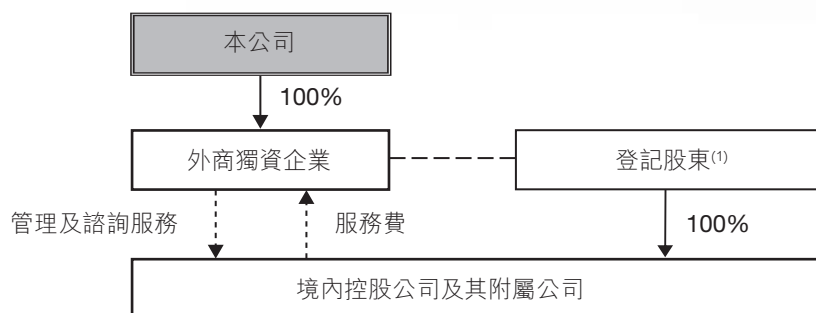 本公司
100%
外商獨資企業
登記股東(1)
管理及諮詢服務
服務費
100%
境內控股公司及其附屬公司